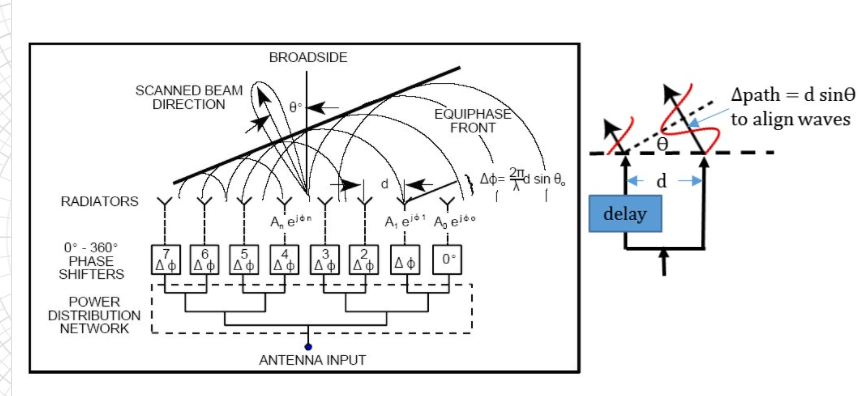 BROADSIDE
SCANNED BEAM
DIRECTION
θ°
EQUIPHASE
FRONT
d
Δϕ= 2π/λ d sin θₒ
RADIATORS
Aₙ e^jϕn
A₁ e^jϕ1
A₀ e^jϕo
0° - 360°
PHASE
SHIFTERS
7 Δϕ
6 Δϕ
5 Δϕ
4 Δϕ
3 Δϕ
2 Δϕ
Δϕ
0°
POWER
DISTRIBUTION
NETWORK
ANTENNA INPUT
Δpath = d sinθ
to align waves
θ
d
delay